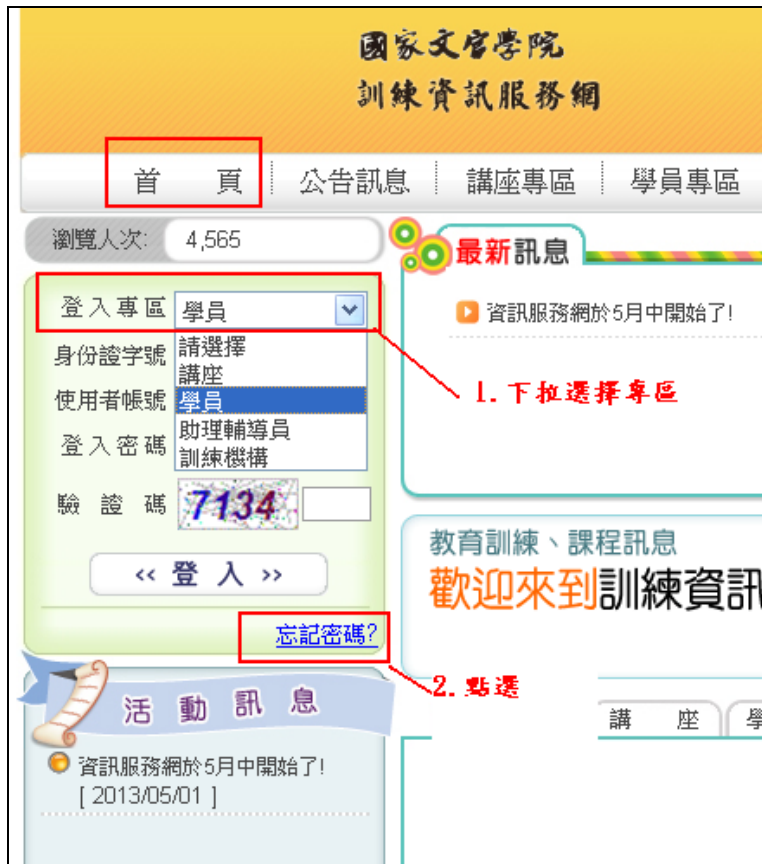 國家文官學院
訓練資訊服務網
首 頁
公告訊息
講座專區
學員專區
瀏覽人次: 4,565
最新訊息
資訊服務網於5月中開始了!
登入專區 學員
身份證字號
使用者帳號
登入密碼
請選擇
講座
學員
助理輔導員
訓練機構
1. 下拉選擇專區
驗 證 碼 7134
<< 登 入 >>
忘記密碼?
2. 點選
教育訓練、課程訊息
歡迎來到訓練資訊
活動訊息
資訊服務網於5月中開始了!
[ 2013/05/01 ]
講 座
學